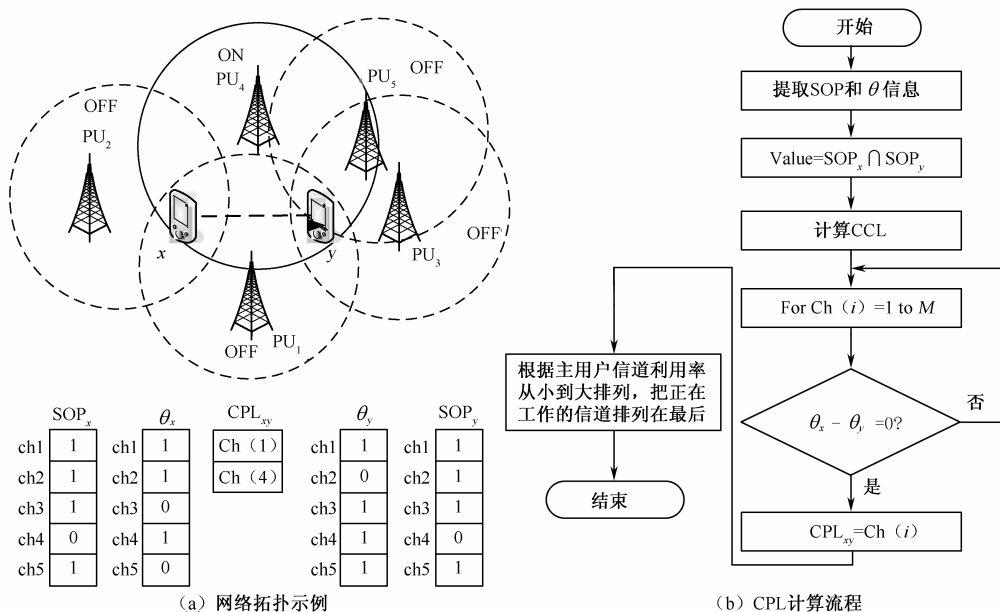 ON
PU4
PU5
OFF
OFF
PU2
x
y
PU3
OFF
PU1
OFF
SOPx
θx
CPLxy
θy
SOPy
ch1 1
ch2 1
ch3 1
ch4 0
ch5 1
ch1 1
ch2 1
ch3 0
ch4 1
ch5 0
Ch（1）
Ch（4）
ch1 1
ch2 0
ch3 1
ch4 1
ch5 1
ch1 1
ch2 1
ch3 1
ch4 0
ch5 1
（a）网络拓扑示例
开始
提取SOP和 θ 信息
Value=SOPx ⋂ SOPy
计算CCL
For Ch（i）=1 to M
θx − θy =0?
否
是
CPLxy=Ch（i）
根据主用户信道利用率
从小到大排列，把正在
工作的信道排列在最后
结束
（b）CPL计算流程